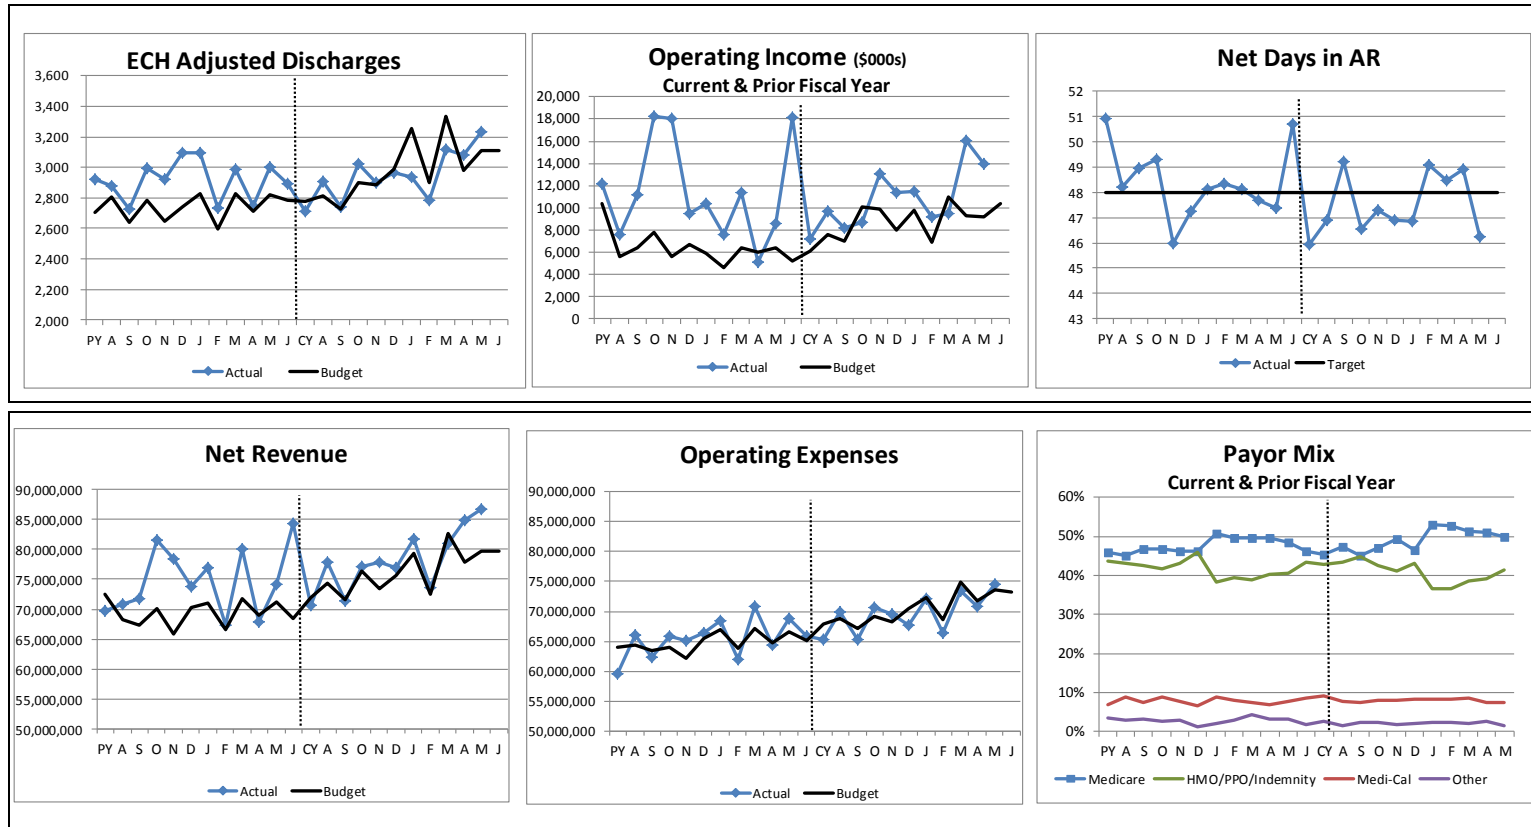 ECH Adjusted Discharges
3,600
3,400
3,200
3,000
2,800
2,600
2,400
2,200
2,000
PY A S O N D J F M A M J CY A S O N D J F M A M J
Actual Budget
Operating Income ($000s)
Current & Prior Fiscal Year
20,000
18,000
16,000
14,000
12,000
10,000
8,000
6,000
4,000
2,000
0
PY A S O N D J F M A M J CY A S O N D J F M A M J
Actual Budget
Net Days in AR
52
51
50
49
48
47
46
45
44
43
PY A S O N D J F M A M J CY A S O N D J F M A M J
Actual Target
Net Revenue
90,000,000
85,000,000
80,000,000
75,000,000
70,000,000
65,000,000
60,000,000
55,000,000
50,000,000
PY A S O N D J F M A M J CY A S O N D J F M A M J
Actual Budget
Operating Expenses
90,000,000
85,000,000
80,000,000
75,000,000
70,000,000
65,000,000
60,000,000
55,000,000
50,000,000
PY A S O N D J F M A M J CY A S O N D J F M A M J
Actual Budget
Payor Mix
Current & Prior Fiscal Year
60%
50%
40%
30%
20%
10%
0%
PY A S O N D J F M A M J CY A S O N D J F M A M
Medicare HMO/PPO/Indemnity Medi-Cal Other